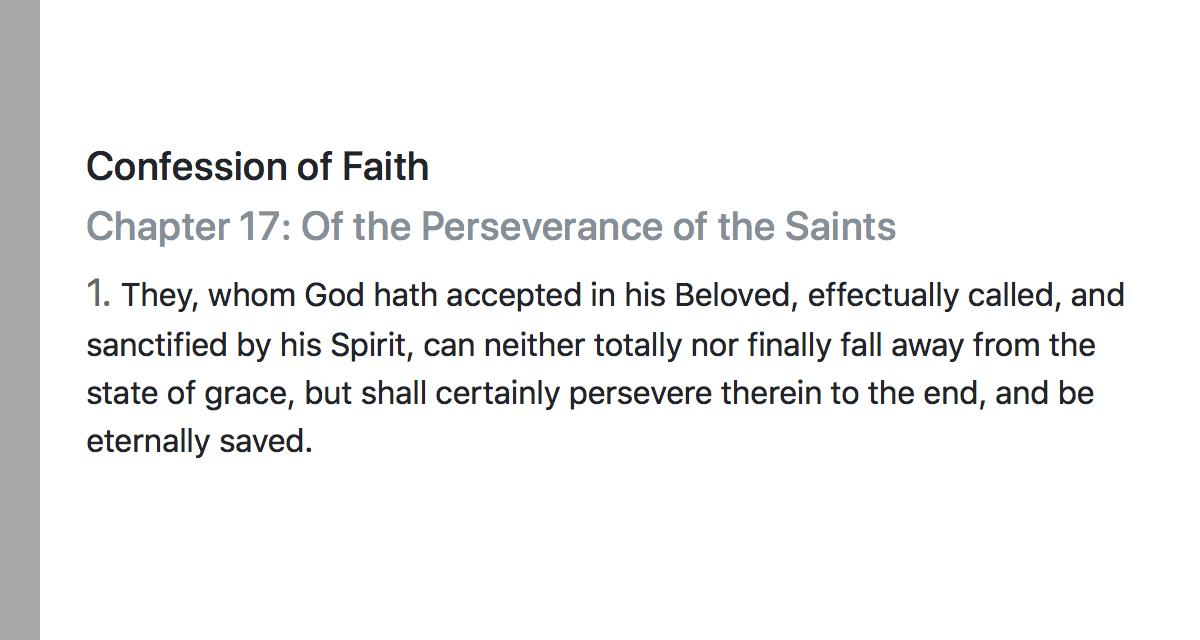 Confession of Faith
Chapter 17: Of the Perseverance of the Saints
1. They, whom God hath accepted in his Beloved, effectually called, and
sanctified by his Spirit, can neither totally nor finally fall away from the
state of grace, but shall certainly persevere therein to the end, and be
eternally saved.